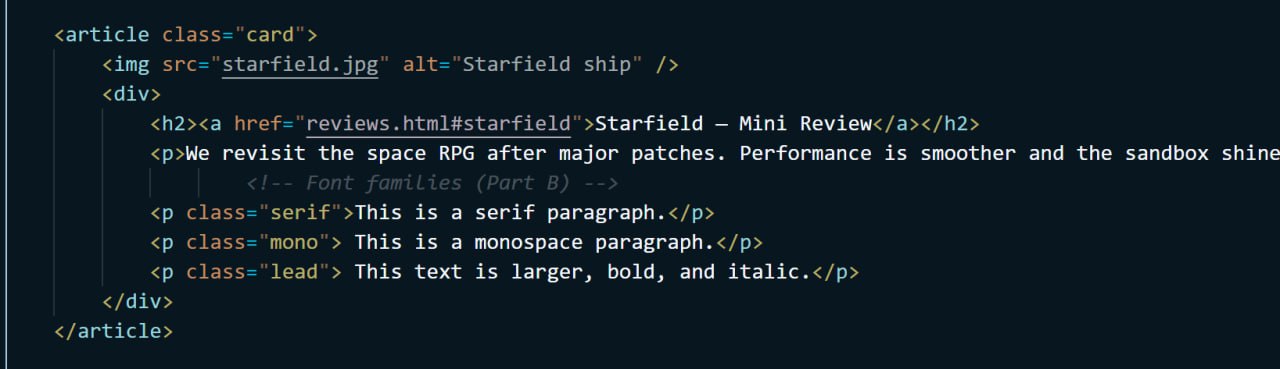 <article class="card">
<img src="starfield.jpg" alt="Starfield ship" />
<div>
<h2><a href="reviews.html#starfield">Starfield – Mini Review</a></h2>
<p>We revisit the space RPG after major patches. Performance is smoother and the sandbox shine
<!-- Font families (Part B) -->
<p class="serif">This is a serif paragraph.</p>
<p class="mono"> This is a monospace paragraph.</p>
<p class="lead"> This text is larger, bold, and italic.</p>
</div>
</article>